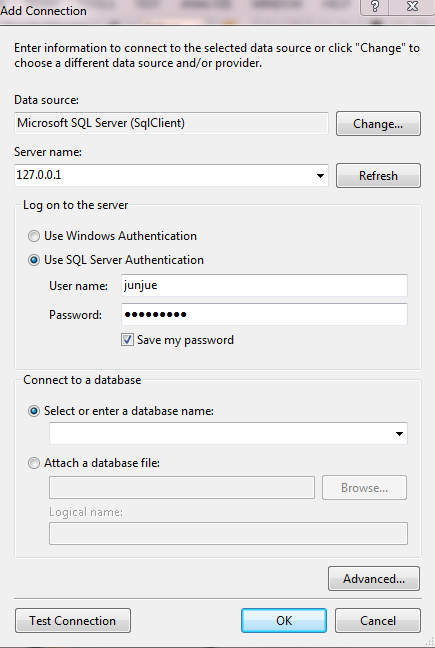 Add Connection
Enter information to connect to the selected data source or click "Change" to
choose a different data source and/or provider.
Data source:
Microsoft SQL Server (SqlClient)
Change...
Server name:
127.0.0.1
Refresh
Log on to the server
Use Windows Authentication
Use SQL Server Authentication
User name:
junjue
Password:
●●●●●●●●●
Save my password
Connect to a database
Select or enter a database name:
Attach a database file:
Browse...
Logical name:
Advanced...
Test Connection
OK
Cancel